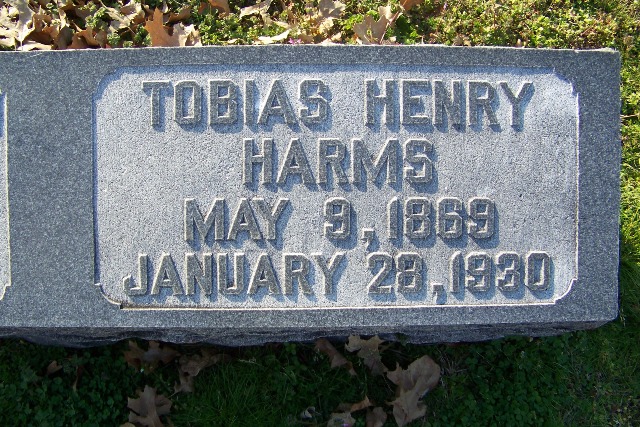 TOBIAS HENRY
HARMS
MAY 9, 1869
JANUARY 28, 1930